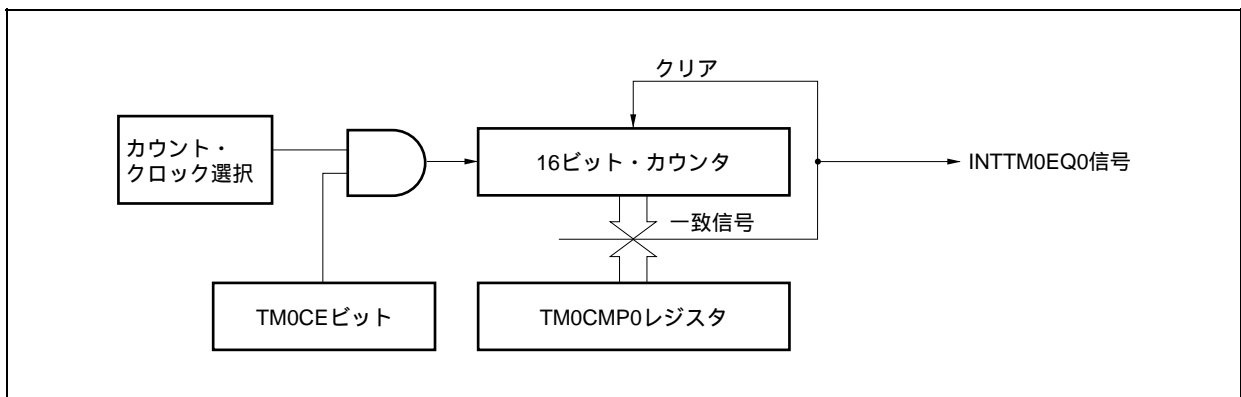 クリア
カウント・
クロック選択
16ビット・カウンタ
INTTM0EQ0信号
一致信号
TM0CEビット
TM0CMP0レジスタ